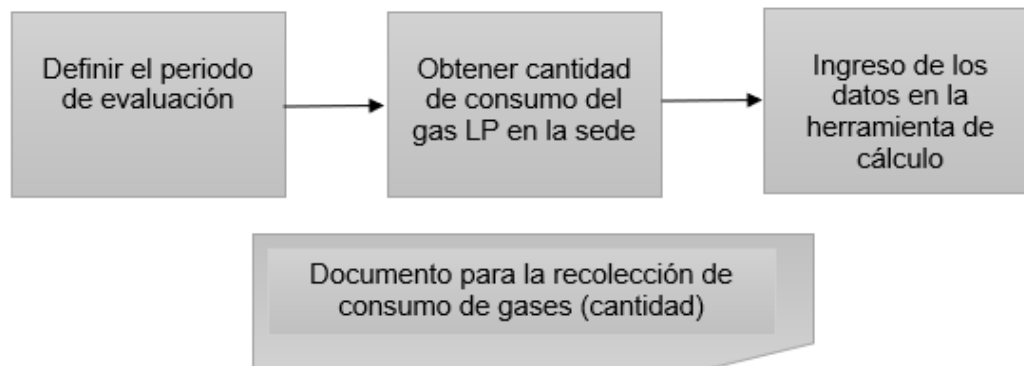 Definir el periodo
de evaluación
Obtener cantidad
de consumo del
gas LP en la sede
Ingreso de los
datos en la
herramienta de
cálculo
Documento para la recolección de
consumo de gases (cantidad)